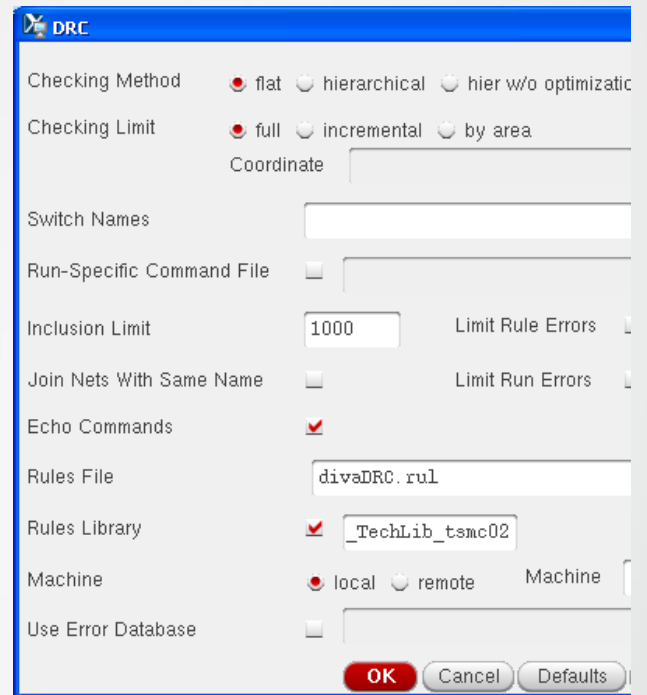 DRC
Checking Method flat hierarchical hier w/o optimizatio
Checking Limit full incremental by area
Coordinate
Switch Names
Run-Specific Command File
Inclusion Limit 1000 Limit Rule Errors
Join Nets With Same Name Limit Run Errors
Echo Commands
Rules File divaDRC.rul
Rules Library _TechLib_tsmc02
Machine local remote Machine
Use Error Database
OK Cancel Defaults